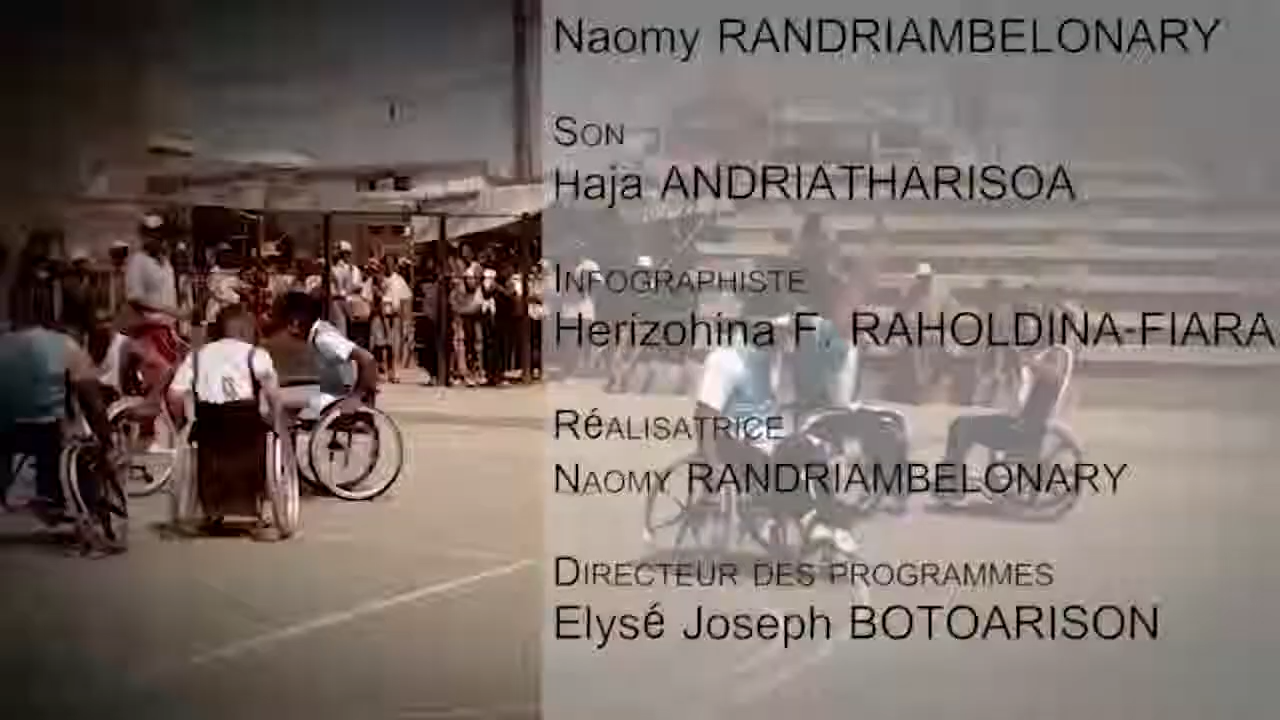 Naomy RANDRIAMBELONARY
SON
Haja ANDRIATHARISOA
INFOGRAPHISTE
Herizohina F. RAHOLDINA-FIARA
RéALISATRICE
NAOMY RANDRIAMBELONARY
DIRECTEUR DES PROGRAMMES
Elysé Joseph BOTOARISON